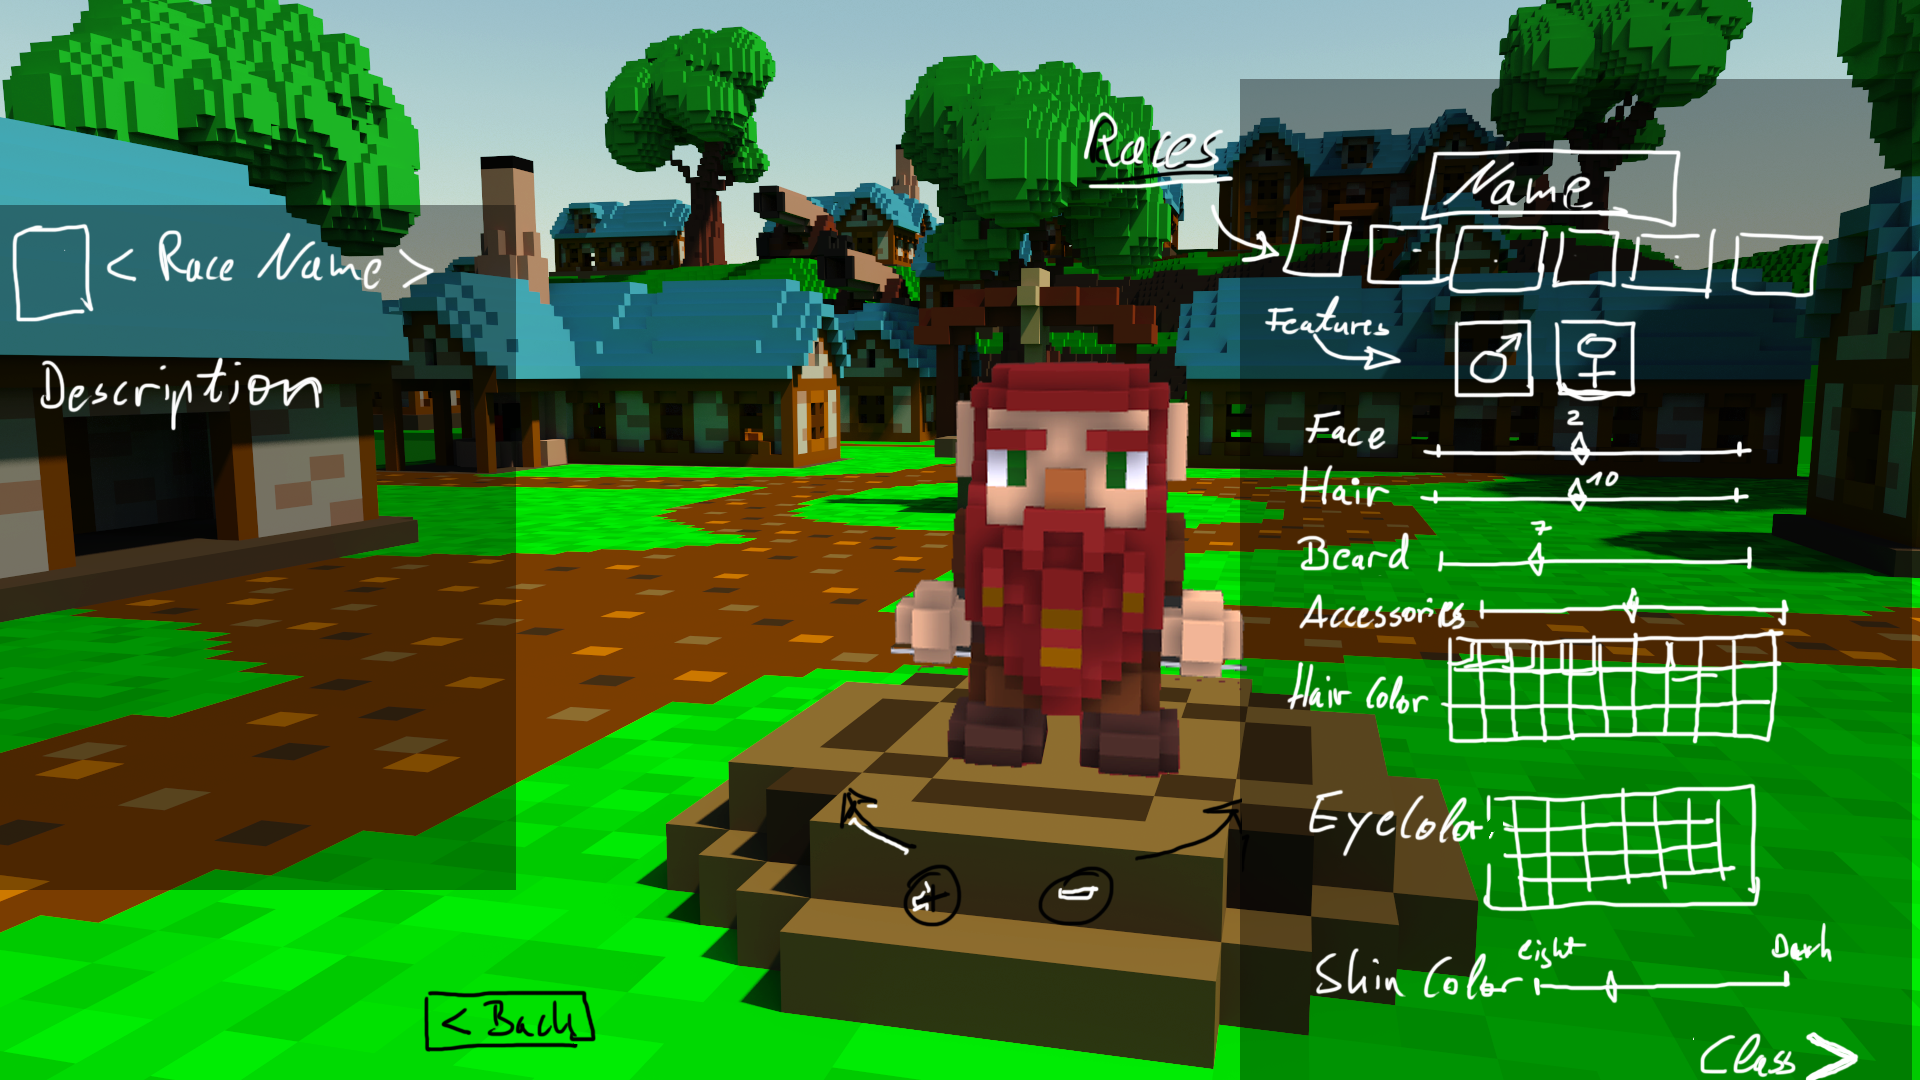 < Race Name >
Description
Races
Name
Features
Face
2
Hair
10
Beard
7
Accessories
Hair Color
EyeColor
Skin Color
light
Dark
+
-
< Back
Class >